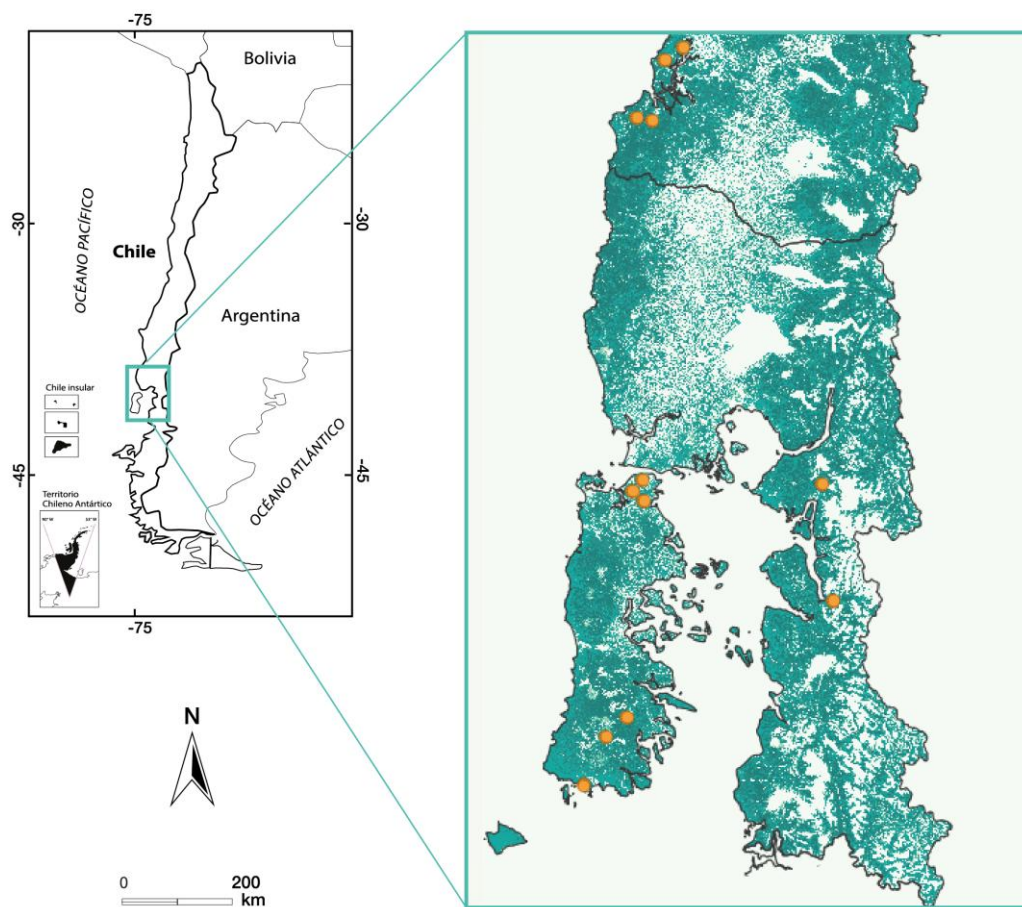 -75
Bolivia
OCÉANO PACÍFICO
-30
-30
Chile
Argentina
Chile insular
OCÉANO ATLÁNTICO
-45
-45
Territorio
Chileno Antártico
-75
N
0 200
km